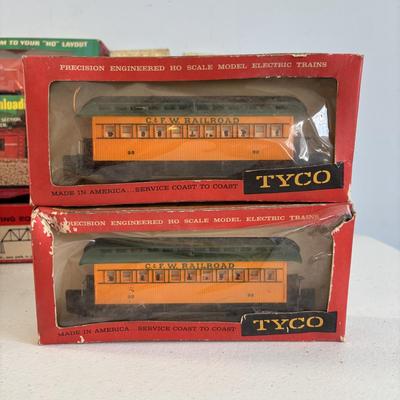 M TO YOUR "HO" LAYOUT
PRECISION ENGINEERED HO SCALE MODEL ELECTRIC TRAINS
C & F. W. RAILROAD
MADE IN AMERICA...SERVICE COAST TO COAST
TYCO
PRECISION ENGINEERED HO SCALE MODEL ELECTRIC TRAINS
C & F. W. RAILROAD
MADE IN AMERICA...SERVICE COAST TO COAST
TYCO